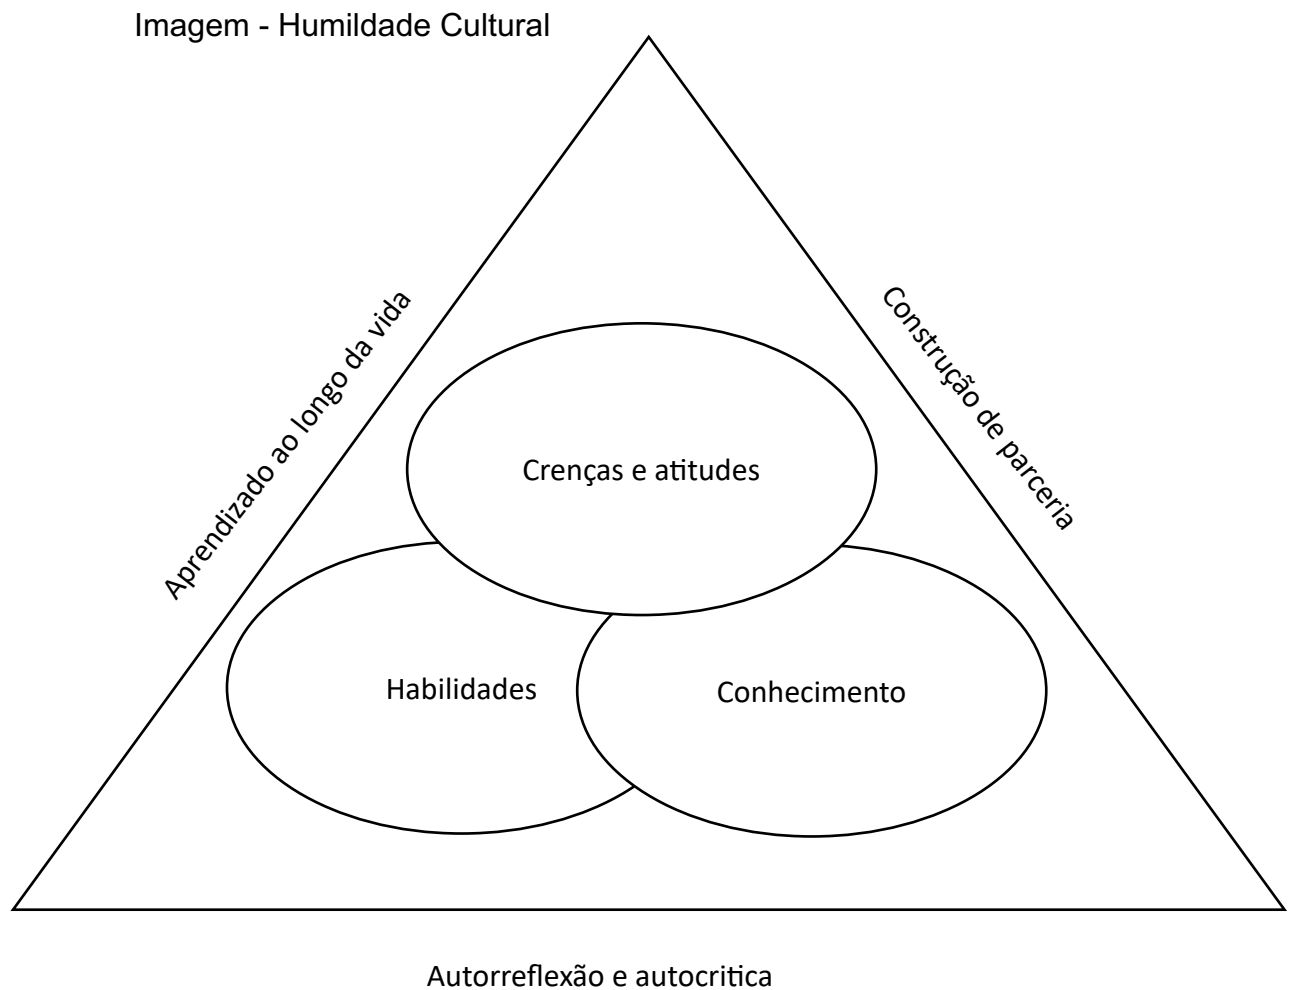 Imagem - Humildade Cultural
Aprendizado ao longo da vida
Construção de parceria
Crenças e atitudes
Habilidades
Conhecimento
Autorreflexão e autocritica